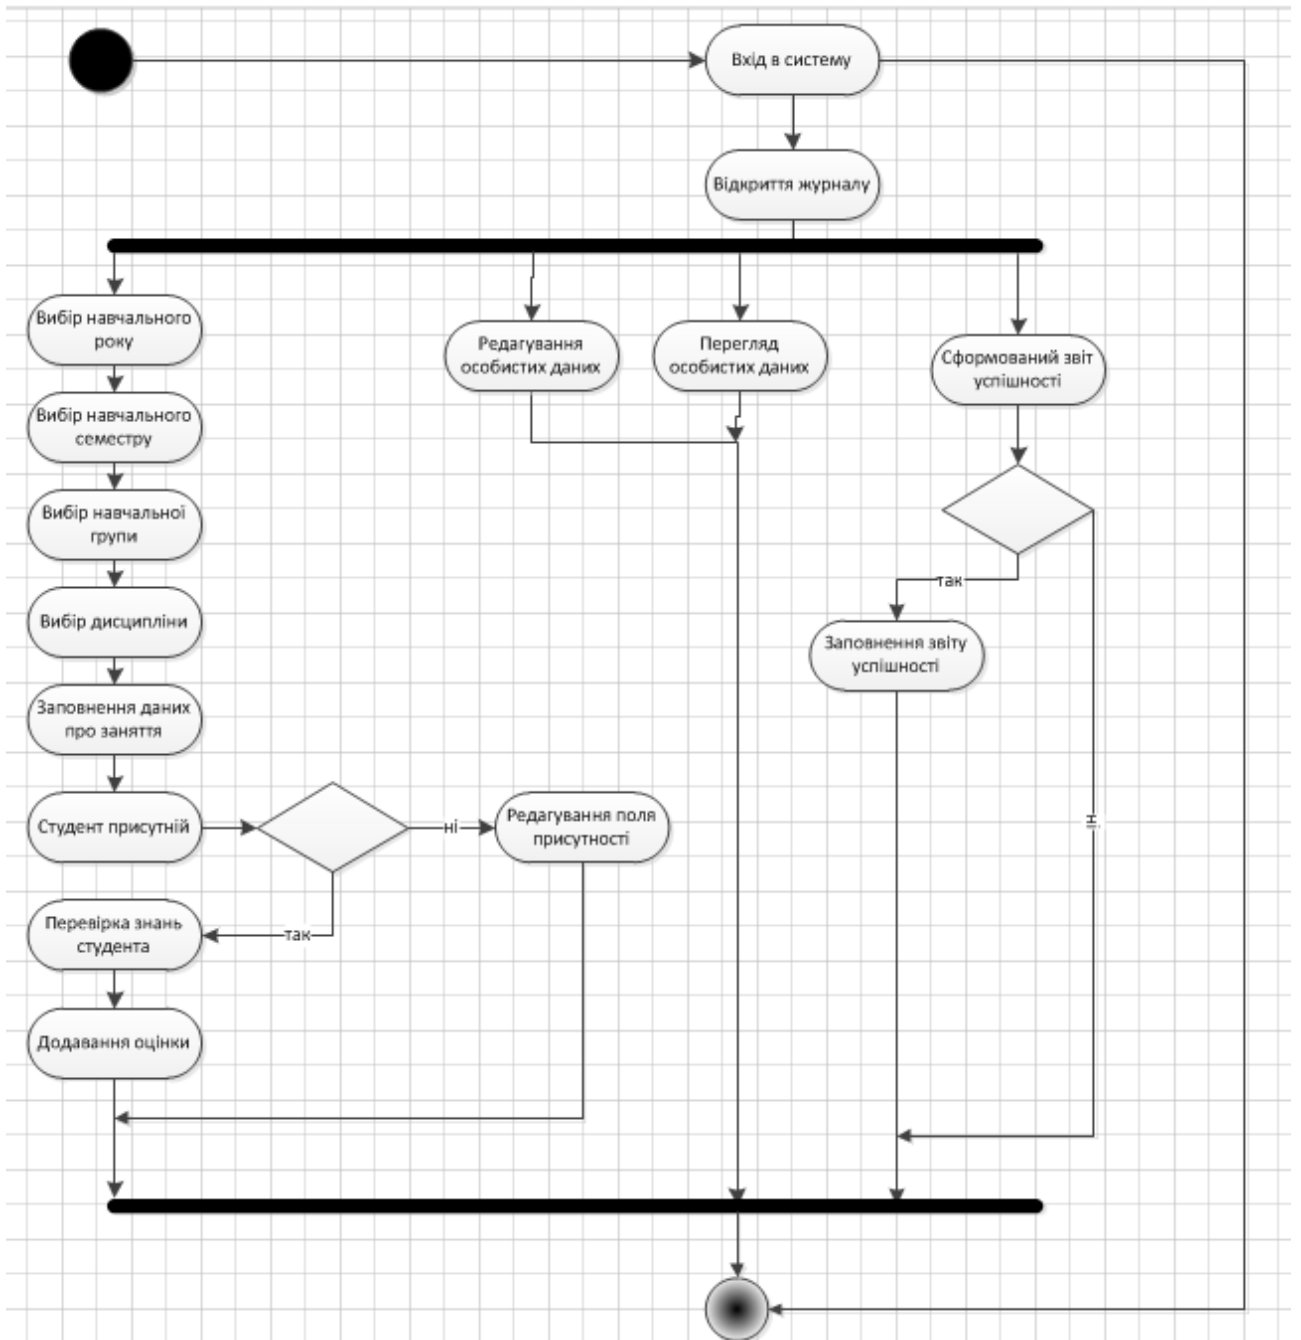 Вхід в систему
Відкриття журналу
Вибір навчального
року
Редагування
особистих даних
Перегляд
особистих даних
Сформований звіт
успішності
Вибір навчального
семестру
Вибір навчальної
групи
так
Вибір дисципліни
Заповнення звіту
успішності
Заповнення даних
про заняття
Студент присутній
ні
Редагування поля
присутності
ні
Перевірка знань
студента
так
Додавання оцінки